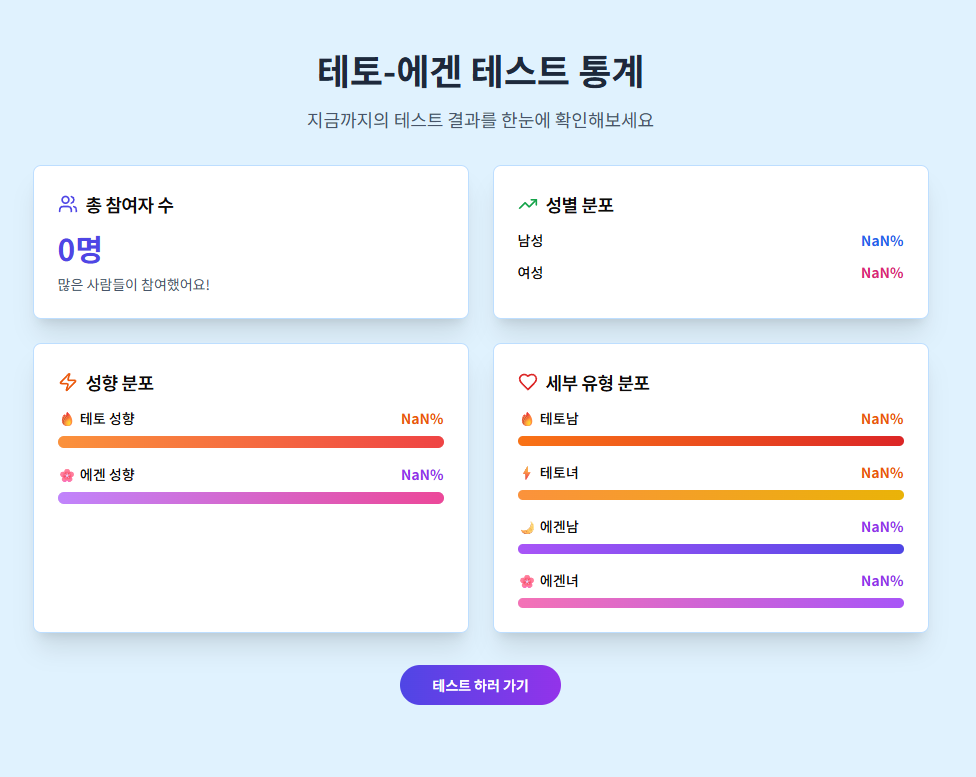 테토-에겐 테스트 통계
지금까지의 테스트 결과를 한눈에 확인해보세요
총 참여자 수
0명
많은 사람들이 참여했어요!
성별 분포
남성 NaN%
여성 NaN%
성향 분포
테토 성향 NaN%
에겐 성향 NaN%
세부 유형 분포
테토남 NaN%
테토녀 NaN%
에겐남 NaN%
에겐녀 NaN%
테스트 하러 가기